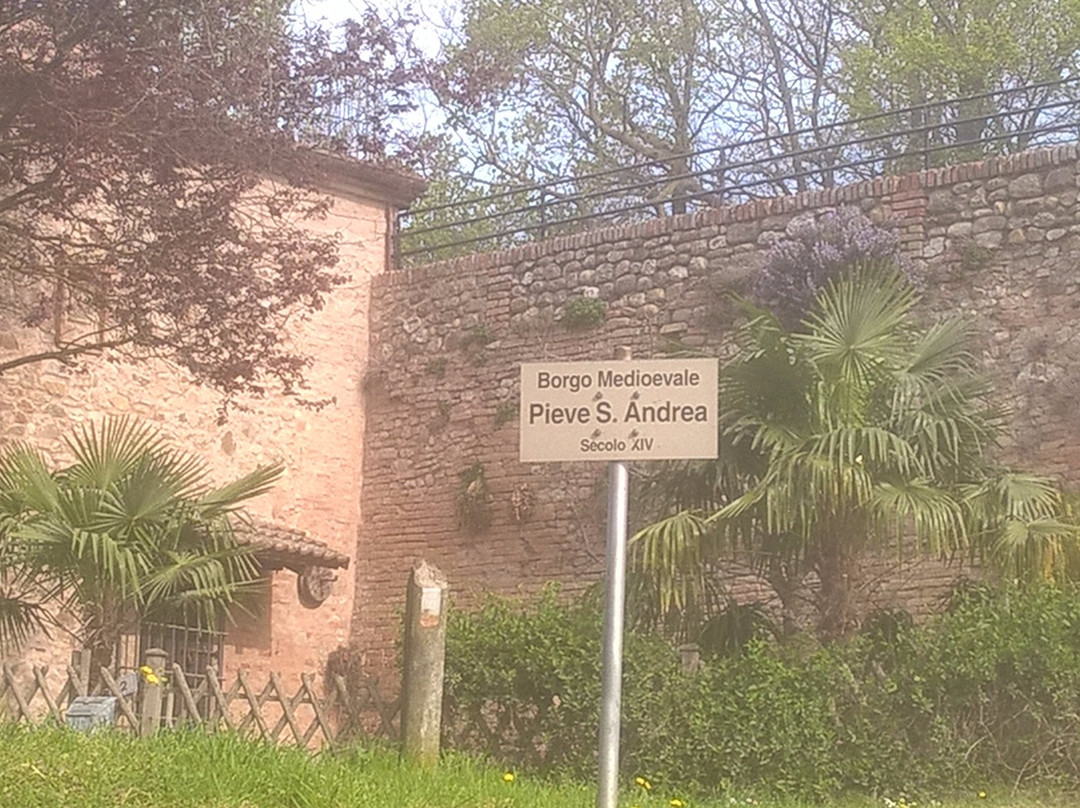 Borgo Medioevale
Pieve S. Andrea
Secolo XIV